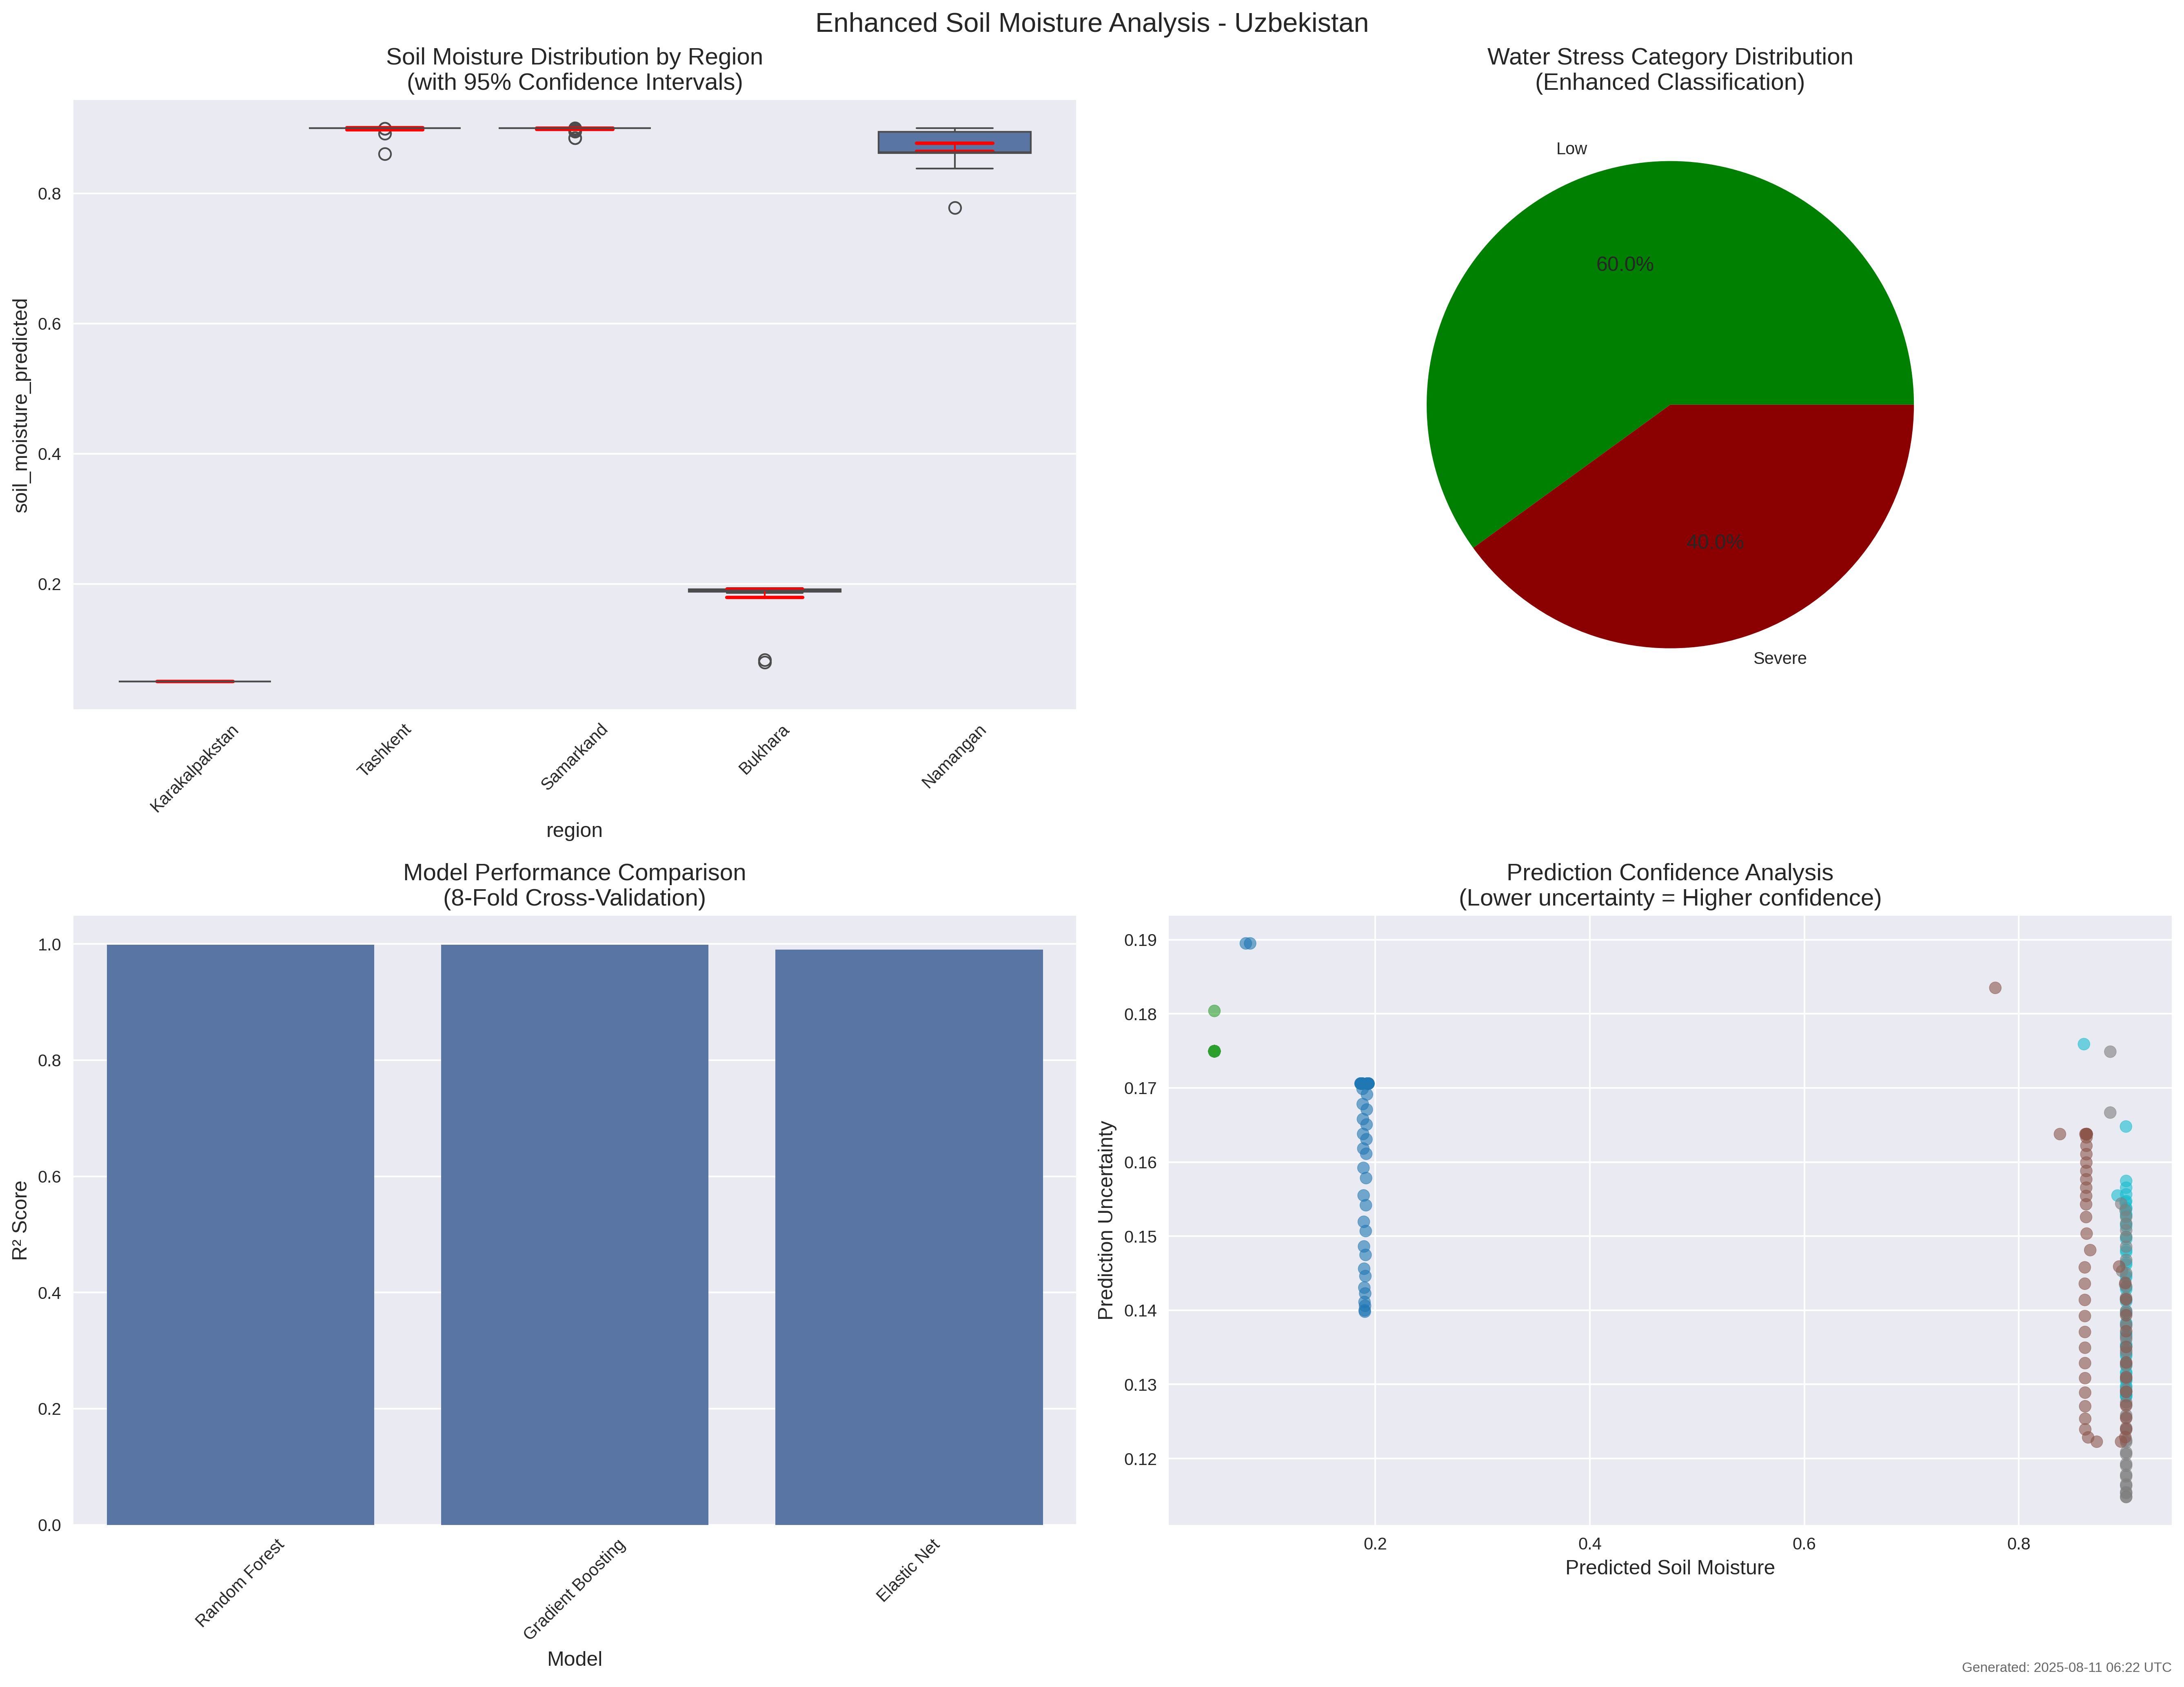 Enhanced Soil Moisture Analysis - Uzbekistan
Soil Moisture Distribution by Region
(with 95% Confidence Intervals)
soil_moisture_predicted
0.8
0.6
0.4
0.2
Karakalpakstan
Tashkent
Samarkand
Bukhara
Namangan
region
Water Stress Category Distribution
(Enhanced Classification)
Low
60.0%
40.0%
Severe
Model Performance Comparison
(8-Fold Cross-Validation)
R² Score
1.0
0.8
0.6
0.4
0.2
0.0
Random Forest
Gradient Boosting
Elastic Net
Model
Prediction Confidence Analysis
(Lower uncertainty = Higher confidence)
Prediction Uncertainty
0.19
0.18
0.17
0.16
0.15
0.14
0.13
0.12
0.2
0.4
0.6
0.8
Predicted Soil Moisture
Generated: 2025-08-11 06:22 UTC